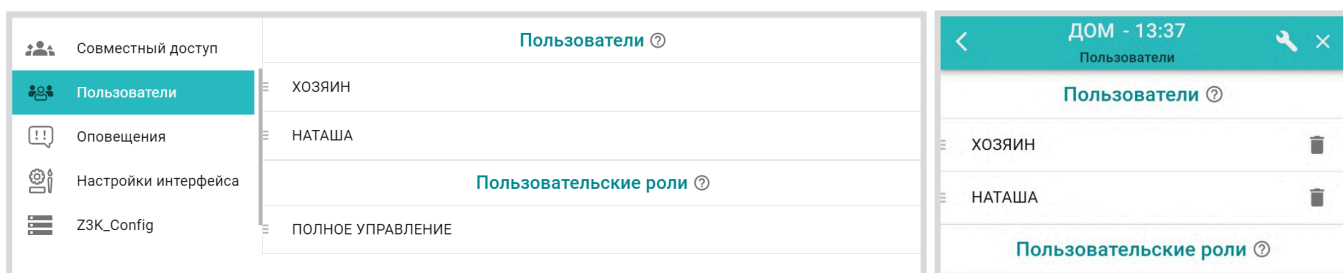 Совместный доступ
Пользователи
Оповещения
Настройки интерфейса
Z3K_Config
Пользователи ?
ХОЗЯИН
НАТАША
Пользовательские роли ?
ПОЛНОЕ УПРАВЛЕНИЕ
ДОМ - 13:37
Пользователи
Пользователи ?
ХОЗЯИН
НАТАША
Пользовательские роли ?